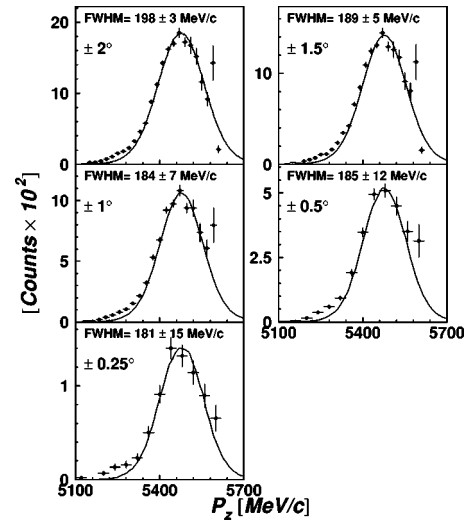 FWHM= 198 ± 3 MeV/c
± 2°
20
10
0
FWHM= 189 ± 5 MeV/c
± 1.5°
10
0
FWHM= 184 ± 7 MeV/c
± 1°
10
5
0
FWHM= 185 ± 12 MeV/c
± 0.5°
5
2.5
0
5100 5400 5700
FWHM= 181 ± 15 MeV/c
± 0.25°
1
0
5100 5400 5700
[Counts × 10²]
P_z [MeV/c]